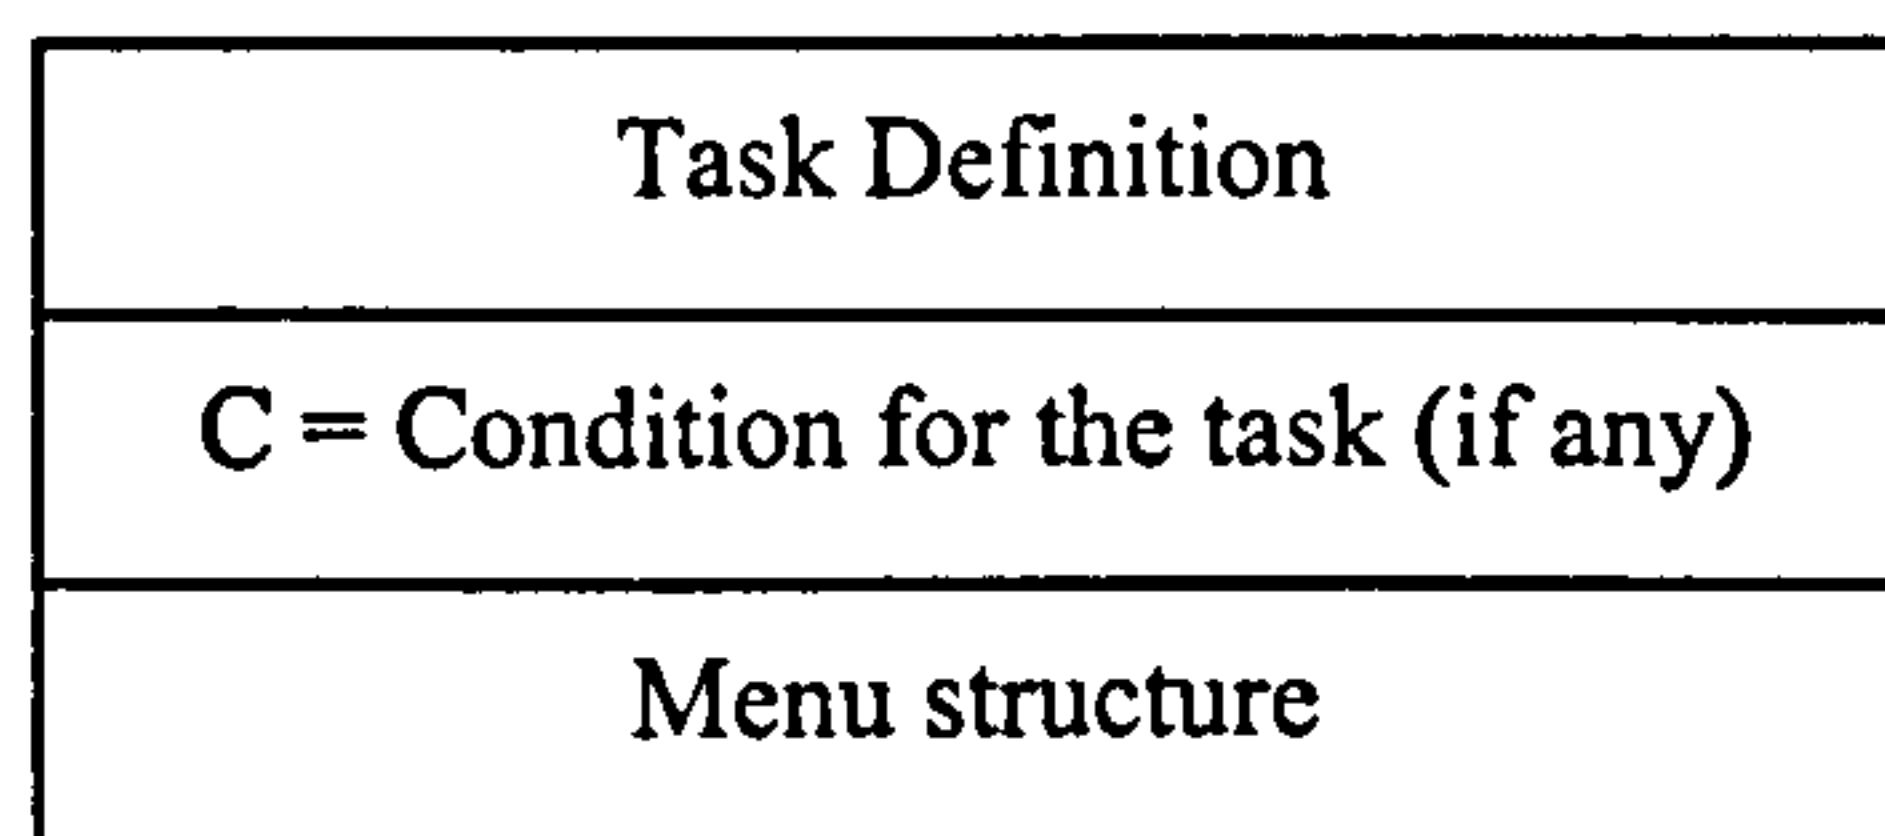 Task Definition
C = Condition for the task (if any)
Menu structure